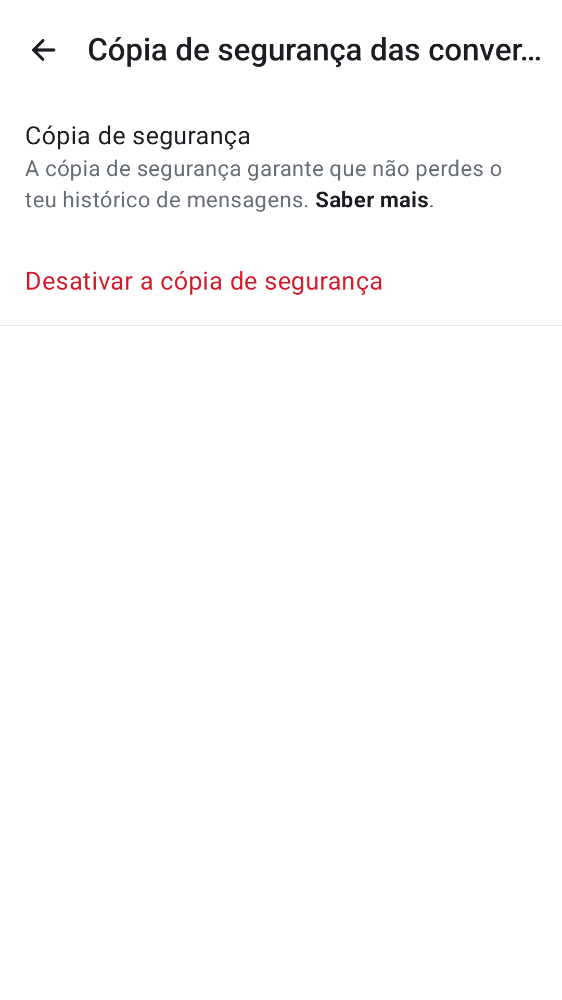 Cópia de segurança das conver...
Cópia de segurança
A cópia de segurança garante que não perdes o
teu histórico de mensagens. Saber mais.
Desativar a cópia de segurança